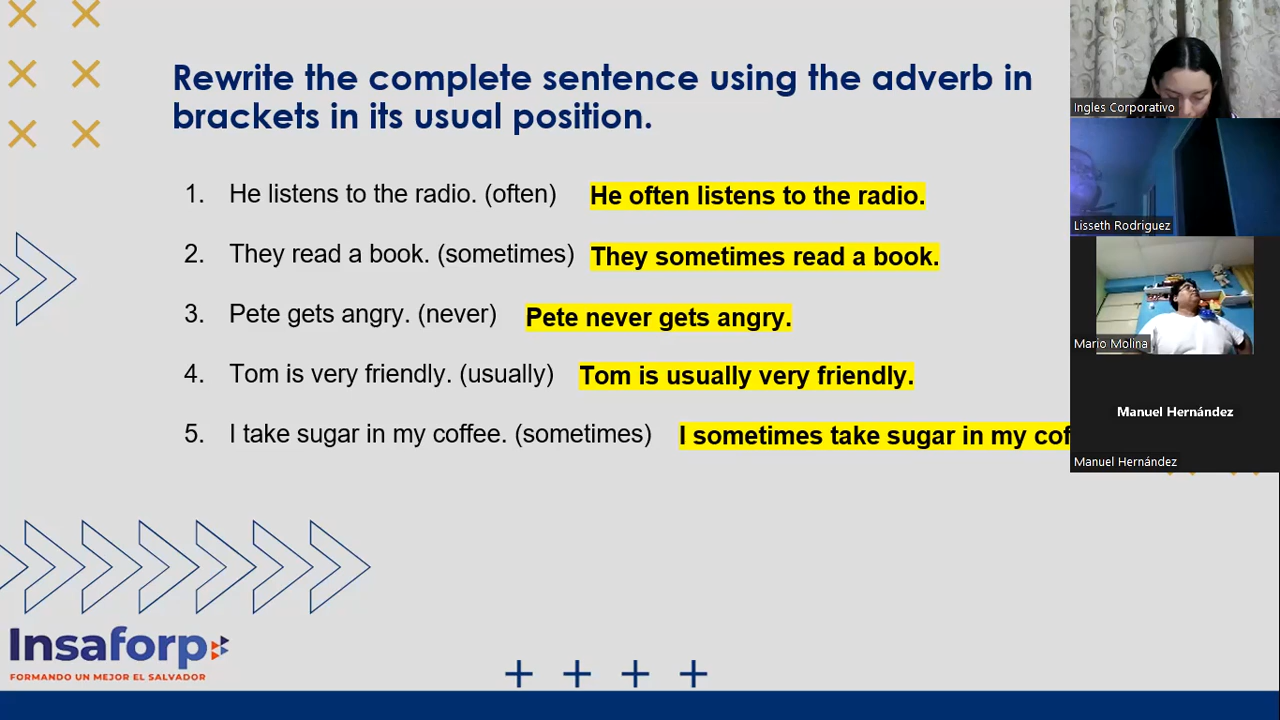 Rewrite the complete sentence using the adverb in
brackets in its usual position.
1. He listens to the radio. (often) He often listens to the radio.
2. They read a book. (sometimes) They sometimes read a book.
3. Pete gets angry. (never) Pete never gets angry.
4. Tom is very friendly. (usually) Tom is usually very friendly.
5. I take sugar in my coffee. (sometimes) I sometimes take sugar in my cof
Insaforp
FORMANDO UN MEJOR EL SALVADOR
Ingles Corporativo
Lisseth Rodriguez
Mario Molina
Manuel Hernández
Manuel Hernández